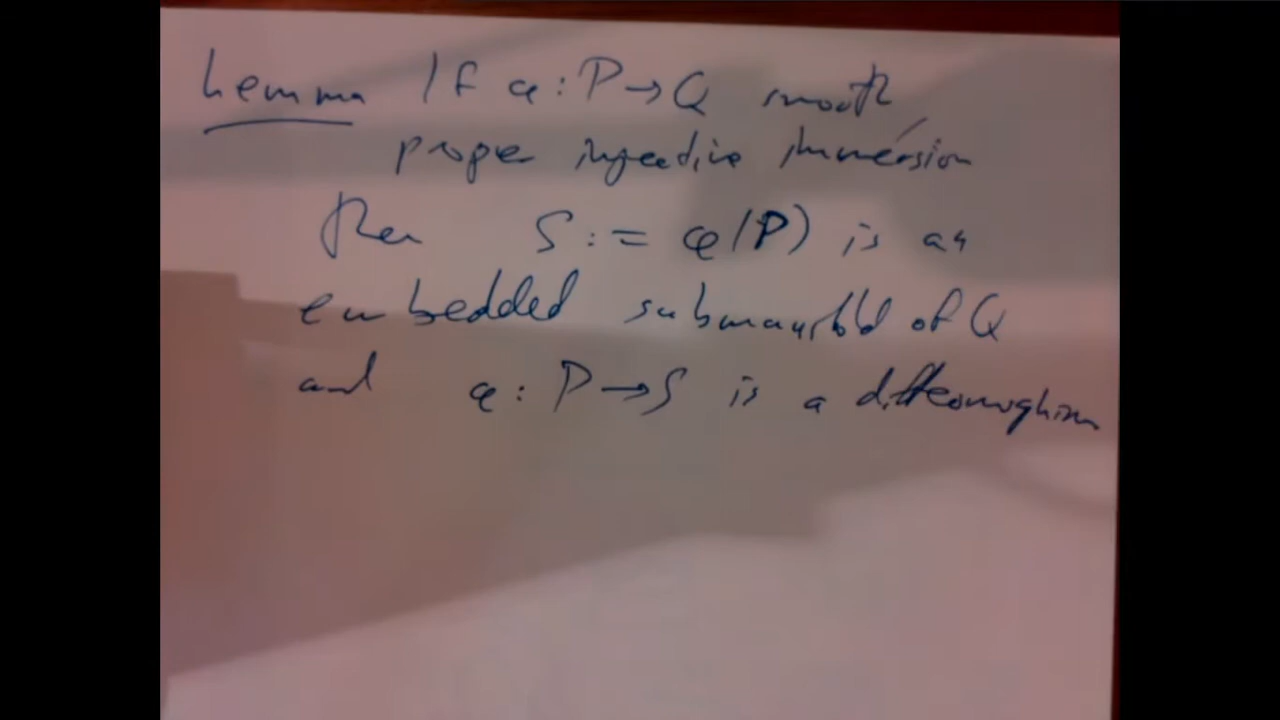 Lemma If φ : P → Q smooth
proper injective immersion
then S := φ(P) is an
embedded submanifold of Q
and φ : P → S is a diffeomorphism